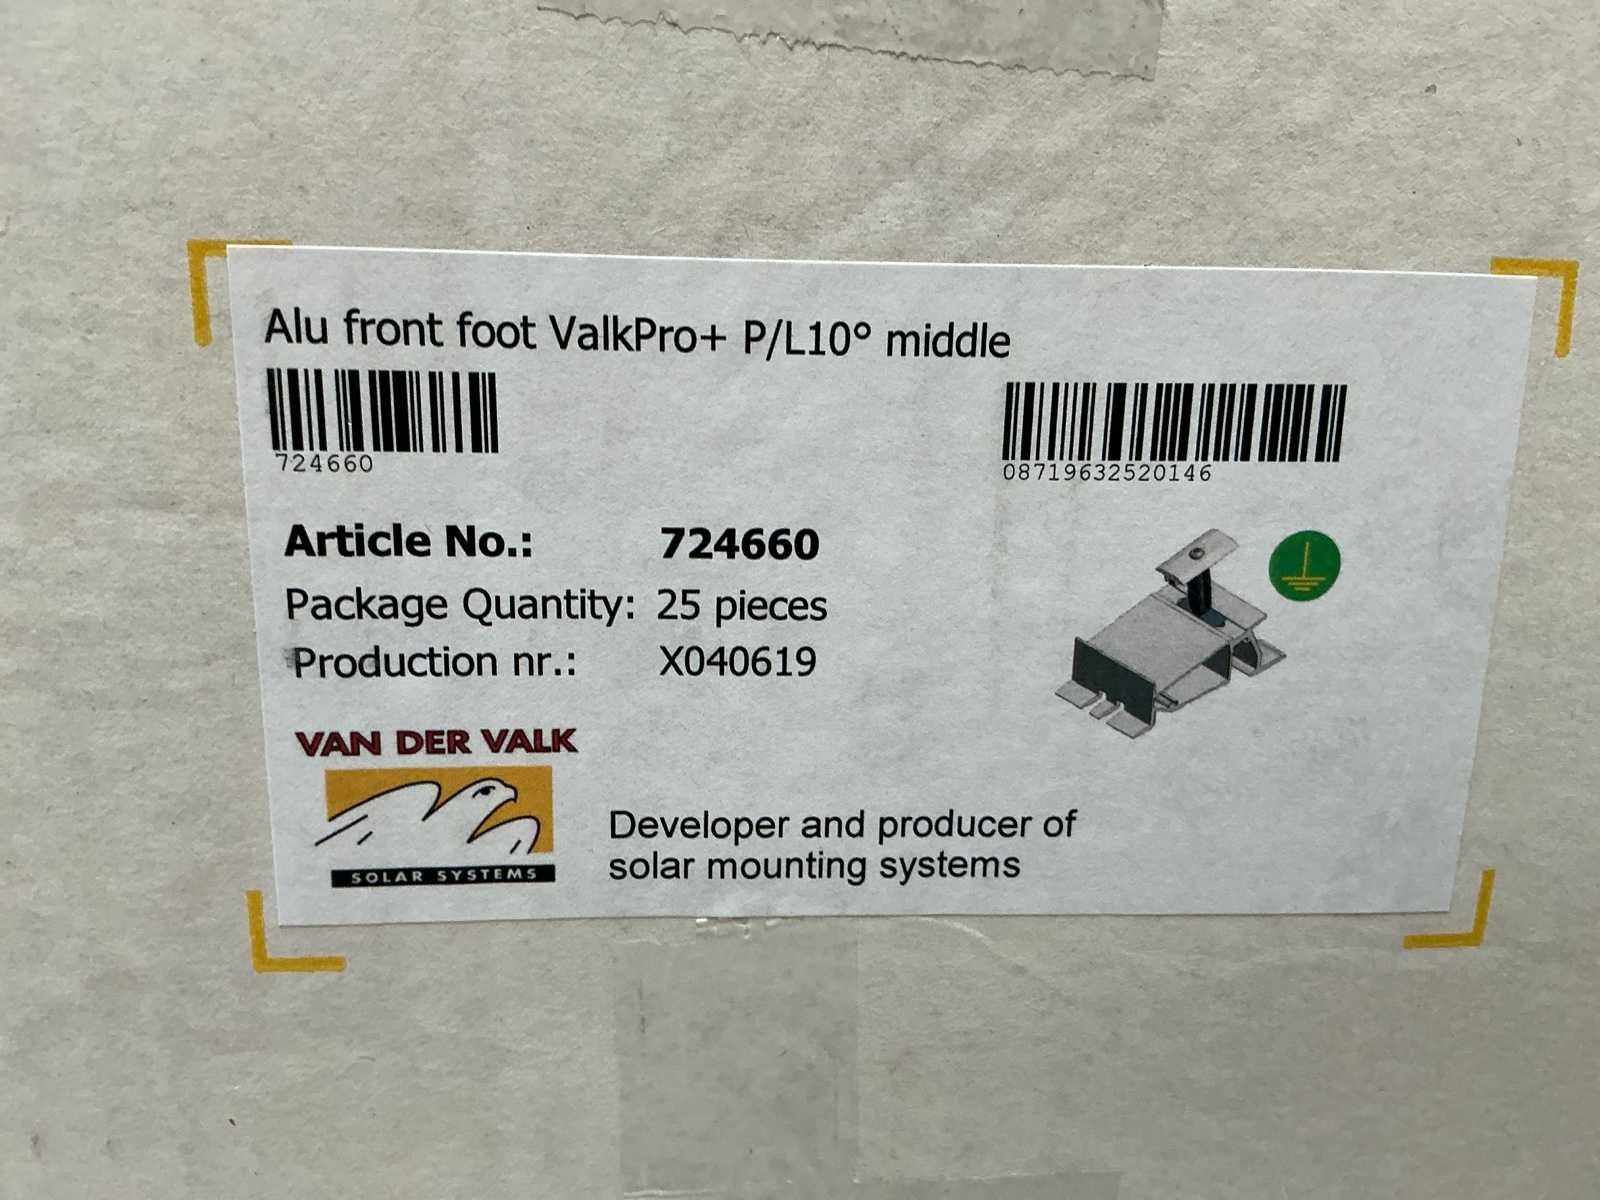 Alu front foot ValkPro+ P/L10° middle
724660
08719632520146
Article No.: 724660
Package Quantity: 25 pieces
Production nr.: X040619
VAN DER VALK
SOLAR SYSTEMS
Developer and producer of
solar mounting systems